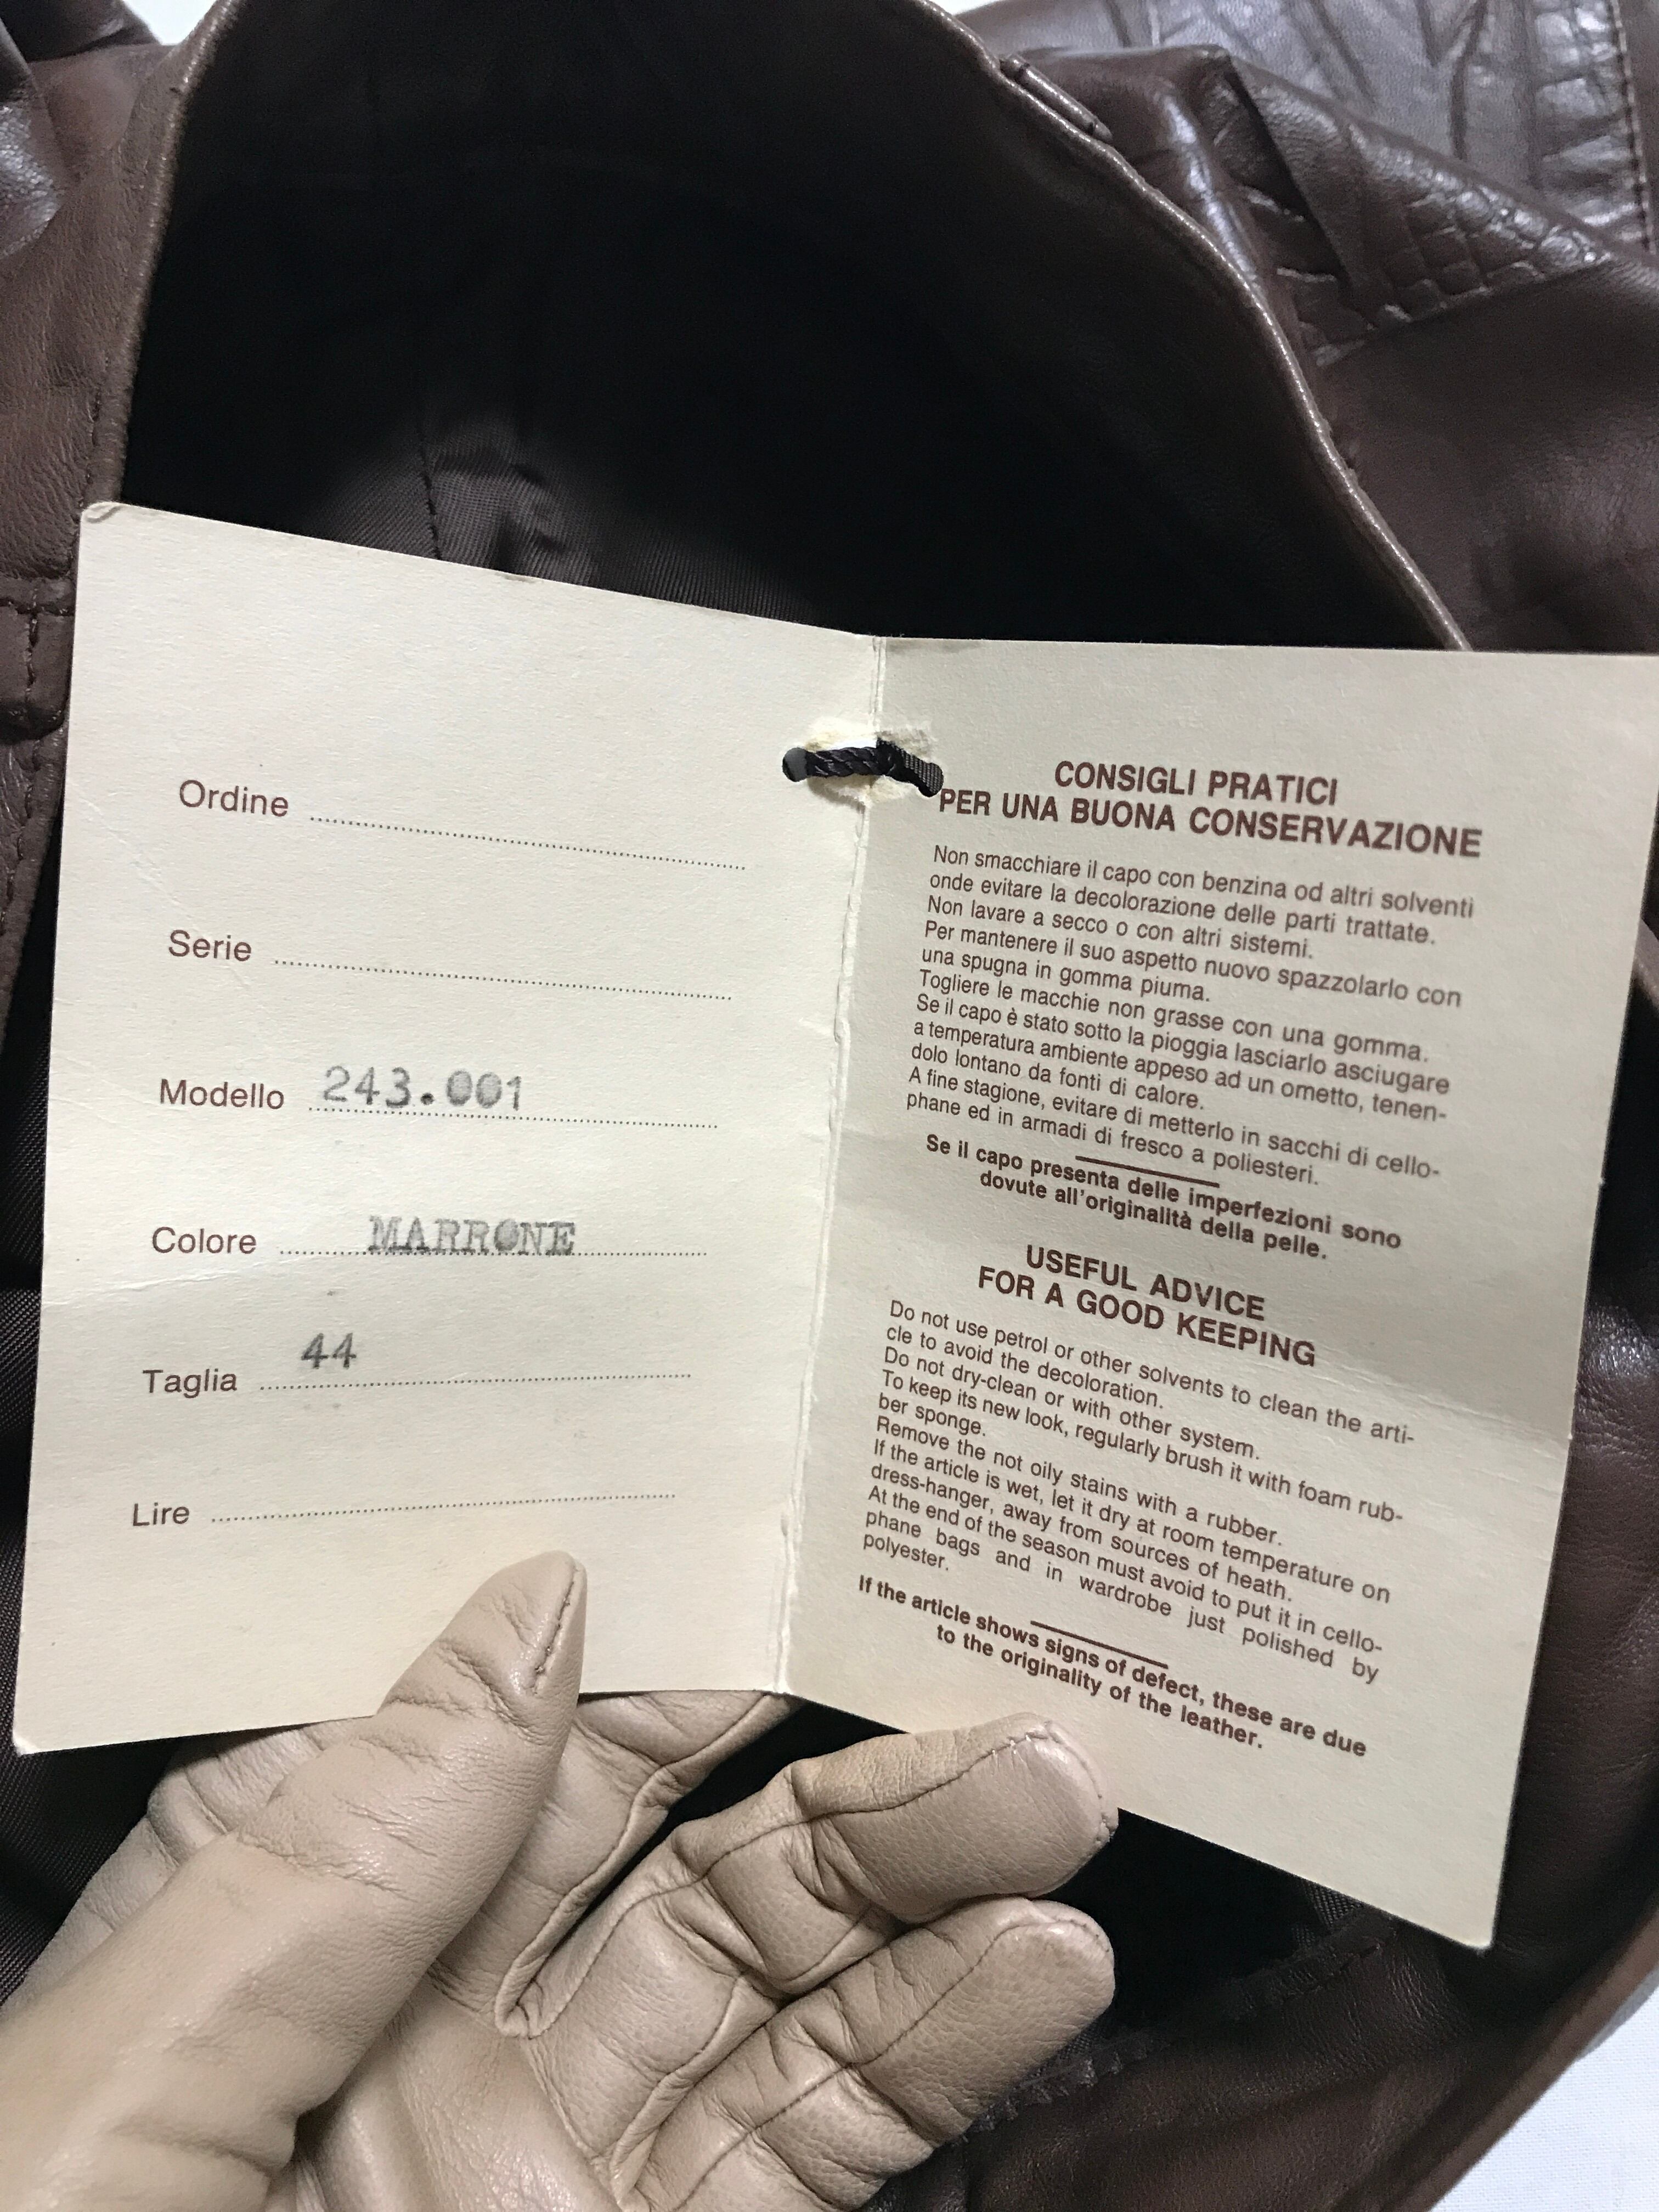 Ordine
Serie
Modello 243.001
Colore MARRONE
Taglia 44
Lire
CONSIGLI PRATICI
PER UNA BUONA CONSERVAZIONE
Non smacchiare il capo con benzina od altri solventi
onde evitare la decolorazione delle parti trattate.
Non lavare a secco o con altri sistemi.
Per mantenere il suo aspetto nuovo spazzolarlo con
una spugna in gomma piuma.
Togliere le macchie non grasse con una gomma.
Se il capo è stato sotto la pioggia lasciarlo asciugare
a temperatura ambiente appeso ad un ometto, tenen-
dolo lontano da fonti di calore.
A fine stagione, evitare di metterlo in sacchi di cello-
phane ed in armadi di fresco a poliesteri.
Se il capo presenta delle imperfezioni sono
dovute all'originalità della pelle.
USEFUL ADVICE
FOR A GOOD KEEPING
Do not use petrol or other solvents to clean the arti-
cle to avoid the decoloration.
Do not dry-clean or with other system.
To keep its new look, regularly brush it with foam rub-
ber sponge.
Remove the not oily stains with a rubber.
If the article is wet, let it dry at room temperature on
dress-hanger, away from sources of heath.
At the end of the season must avoid to put it in cello-
phane bags and in wardrobe just polished by
polyester.
If the article shows signs of defect, these are due
to the originality of the leather.